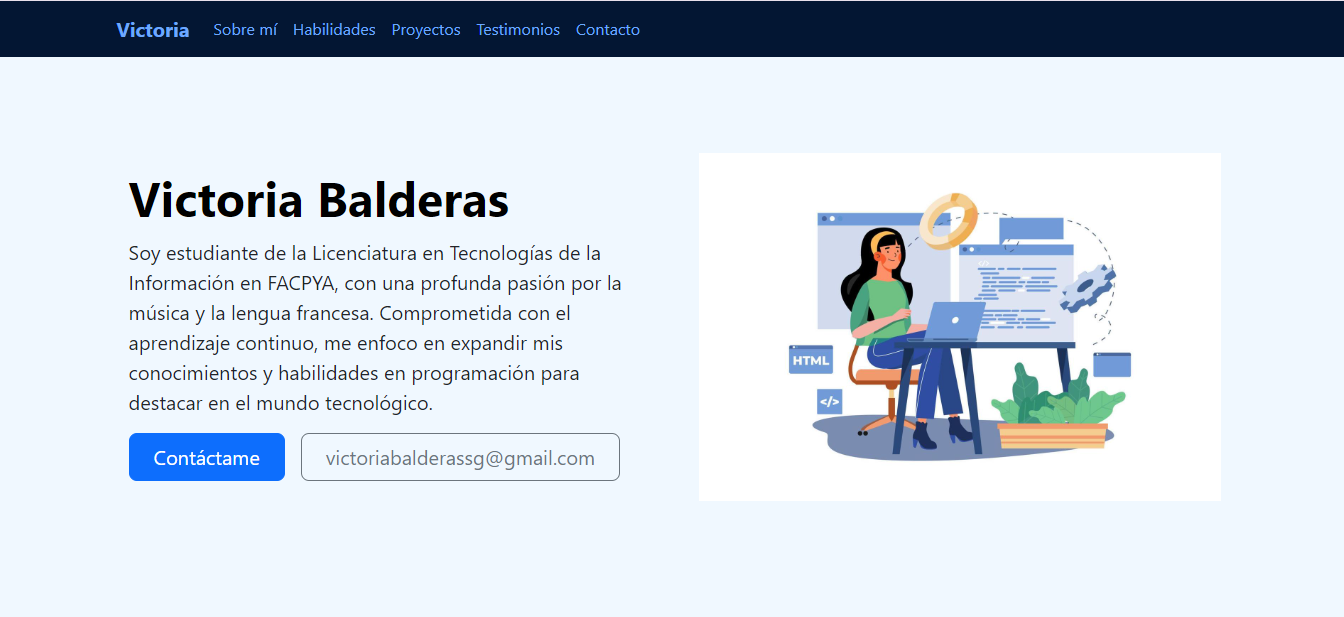 Victoria Sobre mí Habilidades Proyectos Testimonios Contacto
Victoria Balderas
Soy estudiante de la Licenciatura en Tecnologías de la
Información en FACPYA, con una profunda pasión por la
música y la lengua francesa. Comprometida con el
aprendizaje continuo, me enfoco en expandir mis
conocimientos y habilidades en programación para
destacar en el mundo tecnológico.
Contáctame victoriabalderassg@gmail.com
</>
HTML
</>